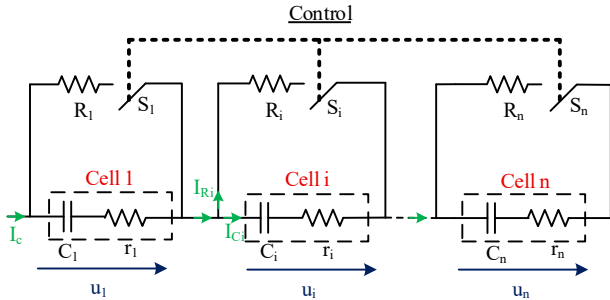 Control
R1 S1 Ri Si Rn Sn
Cell 1 IRi Cell i Cell n
Ic C1 r1 ICi Ci ri Cn rn
u1 ui un